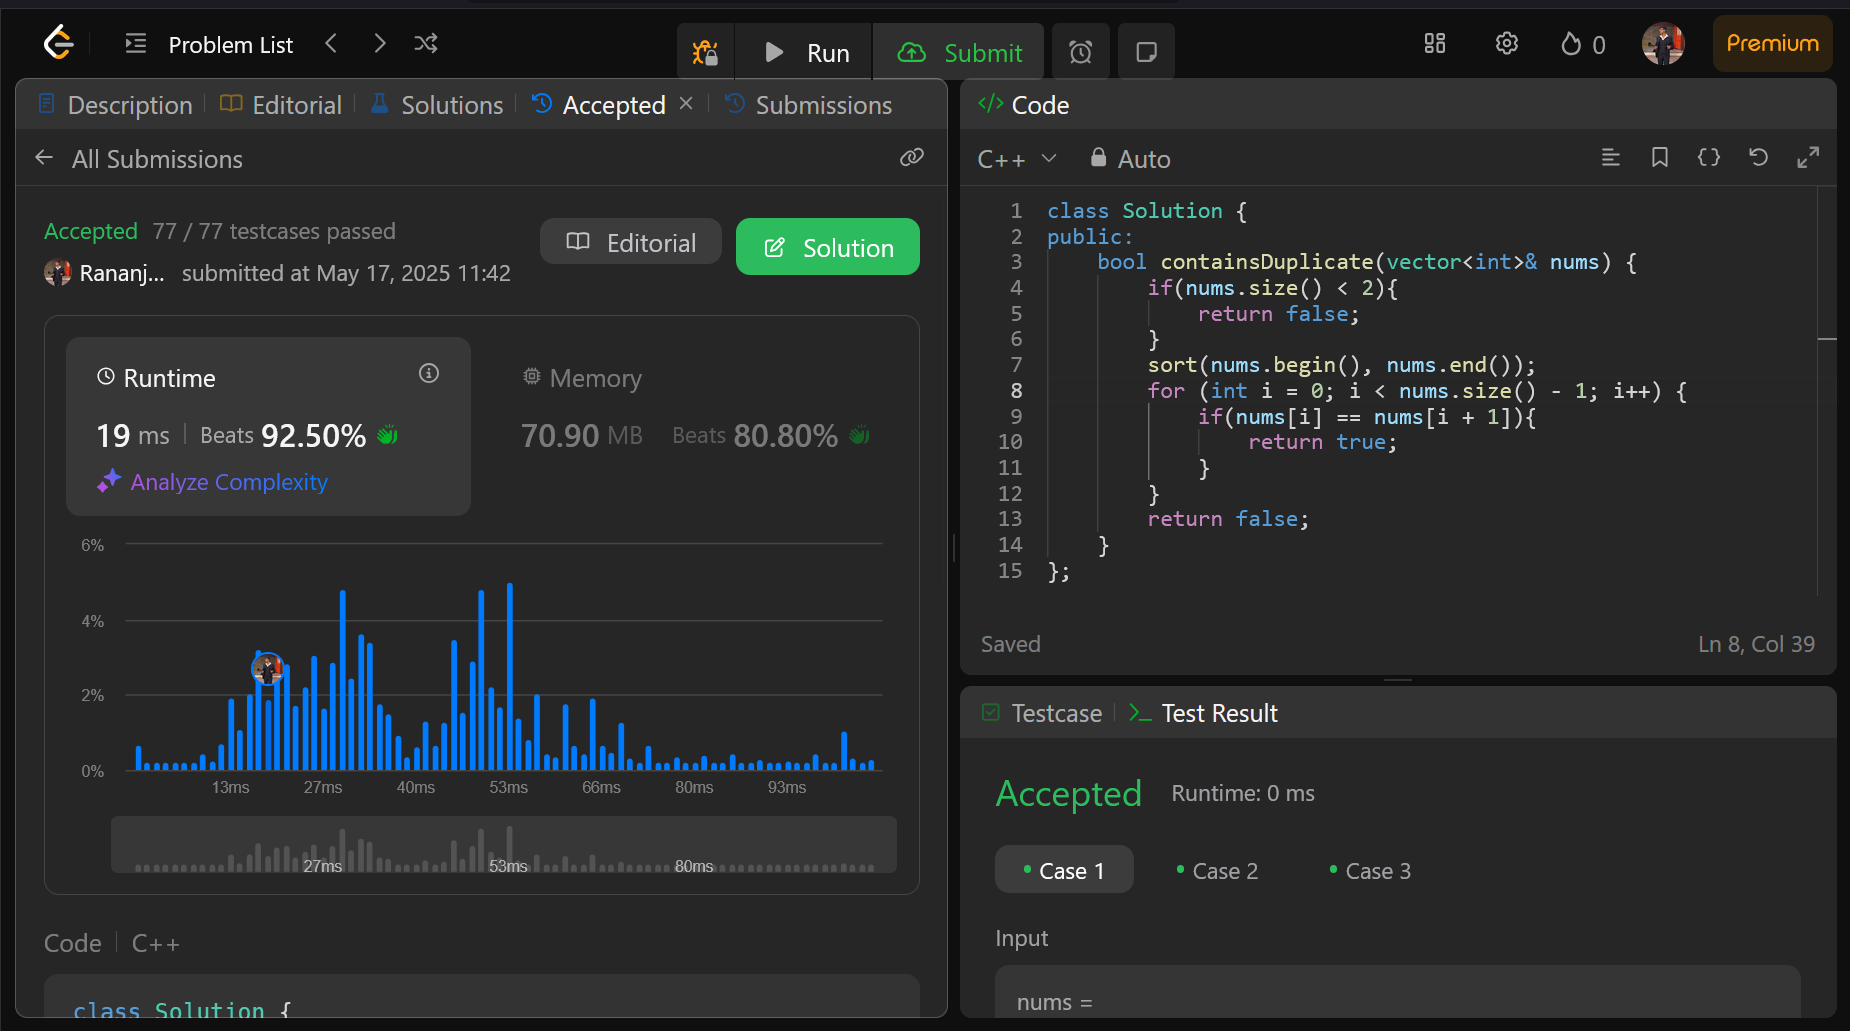 Problem List
Run
Submit
0
Premium
Description
Editorial
Solutions
Accepted
Submissions
All Submissions
Accepted 77 / 77 testcases passed
Rananj... submitted at May 17, 2025 11:42
Editorial
Solution
Runtime
19 ms Beats 92.50%
Analyze Complexity
Memory
70.90 MB Beats 80.80%
6%
4%
2%
0%
13ms 27ms 40ms 53ms 66ms 80ms 93ms
27ms 53ms 80ms
Code C++
class Solution {
</> Code
C++ Auto
1 class Solution {
2 public:
3 bool containsDuplicate(vector<int>& nums) {
4 if(nums.size() < 2){
5 return false;
6 }
7 sort(nums.begin(), nums.end());
8 for (int i = 0; i < nums.size() - 1; i++) {
9 if(nums[i] == nums[i + 1]){
10 return true;
11 }
12 }
13 return false;
14 }
15 };
Saved
Ln 8, Col 39
Testcase
Test Result
Accepted Runtime: 0 ms
Case 1 Case 2 Case 3
Input
nums =